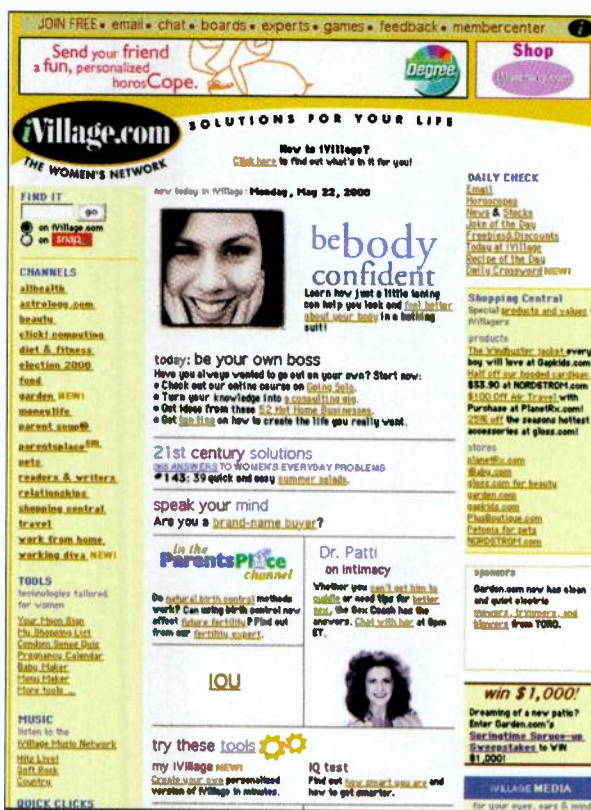 JOIN FREE • email • chat • boards • experts • games • feedback • membercenter
i
Send your friend
a fun, personalized
horosCope.
Degree
Shop
iVillage.com
SOLUTIONS FOR YOUR LIFE
THE WOMEN'S NETWORK
New to iVillage?
Click here to find out what's in it for you!
FIND IT
go
on iVillage.com
on snap
CHANNELS
allhealth
astrology.com
beauty
click! computing
diet & fitness
election 2000
food
garden NEW!
moneylife
parent soup®
parentsplace SM
pets
readers & writers
relationships
shopping central
travel
work from home
working diva NEW!
TOOLS
technologies tailored
for women
Your Moon Sign
My Shopping List
Condom Sense Quiz
Pregnancy Calendar
Baby Maker
Menu Maker
More tools ...
MUSIC
listen to the
iVillage Music Network
Hits Live!
Soft Rock
Country
QUICK CLICKS
new today in iVillage: Monday, May 22, 2000
be body
confident
Learn how just a little toning
can help you look and feel better
about your body in a bathing
suit!
today: be your own boss
Have you always wanted to go out on your own? Start now:
• Check out our online course on Going Solo.
• Turn your knowledge into a consulting gig.
• Get ideas from these 52 Hot Home Businesses.
• Get on how to create the life you really want.
21st century solutions
ANSWERS TO WOMEN'S EVERYDAY PROBLEMS
#143: 39 quick and easy summer salads.
speak your mind
Are you a brand-name buyer?
in the
ParentsPlace
channel
Do natural birth control methods
work? Can using birth control now
affect future fertility? Find out
from our fertility expert.
Dr. Patti
on intimacy
Whether you can't get him to
cuddle or need tips for better
sex, the Sex Coach has the
answers. Chat with her at 9pm
ET.
IOU
try these tools
my iVillage NEW!
Create your own personalized
version of iVillage in minutes.
IQ test
Find out how smart you are and
how to get smarter.
DAILY CHECK
Email
Horoscopes
News & Stocks
Joke of the Day
Freebies&Discounts
Today at iVillage
Recipe of the Day
Daily Crossword NEW!
Shopping Central
Special products and values
iVillagers
products
The Windbuster jacket every
boy will love at Gapkids.com
Half off our hooded cardigan,
$33.90 at NORDSTROM.com
$100 Off Air Travel with
Purchase at PlanetRx.com!
25% off the seasons hottest
accessories at gloss.com!
stores
planetRx.com
iBaby.com
gloss.com for beauty
garden.com
gapkids.com
PlusBoutique.com
Petopia for pets
NORDSTROM.com
sponsors
Garden.com now has clean
and quiet electric
mowers, trimmers, and
blowers from TORO.
win $1,000!
Dreaming of a new patio?
Enter Garden.com's
Springtime Spruce-up
Sweepstakes to WIN
$1,000!
iVILLAGE MEDIA
for your eyes, ears & mind